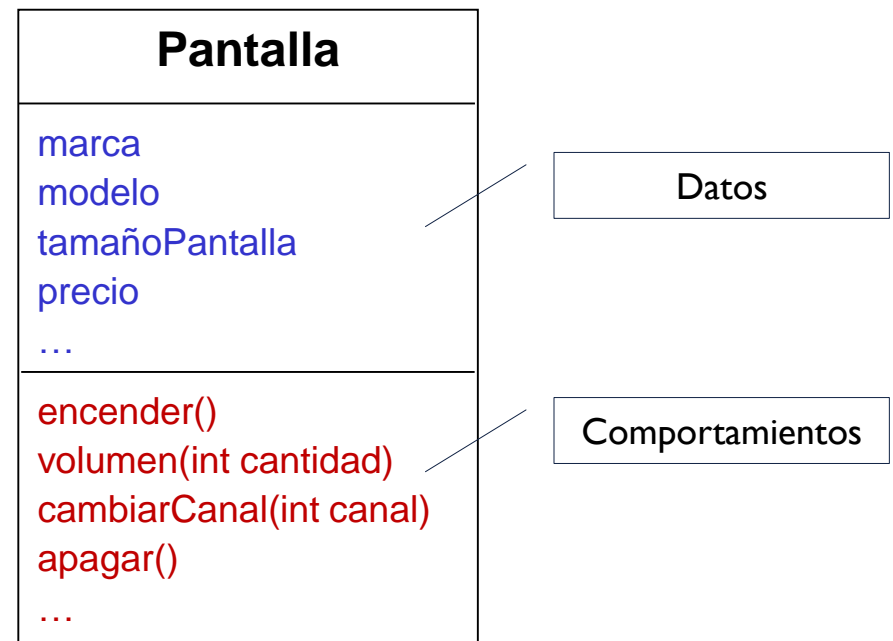 Pantalla
marca
modelo
tamañoPantalla
precio
…
Datos
encender()
volumen(int cantidad)
cambiarCanal(int canal)
apagar()
…
Comportamientos